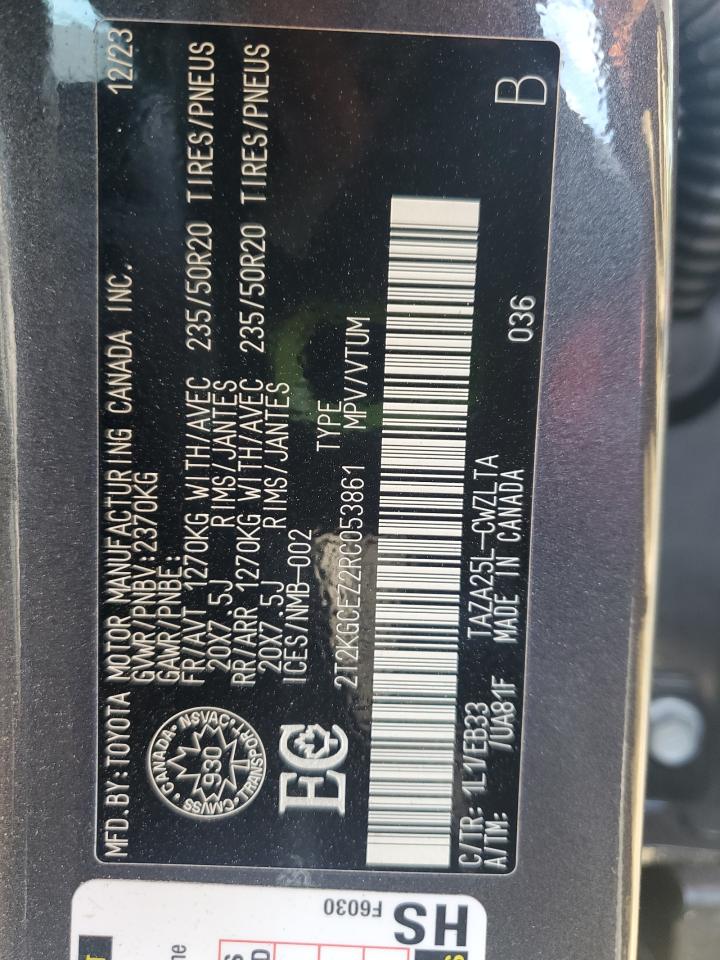 MFD. BY: TOYOTA MOTOR MANUFACTURING CANADA INC. 12/23
GVWR/PNBV: 2370KG
GAWR/PNBE:
FR/AVT 1270KG WITH/AVEC 235/50R20 TIRES/PNEUS
20X7.5J RIMS/JANTES
RR/ARR 1270KG WITH/AVEC 235/50R20 TIRES/PNEUS
20X7.5J RIMS/JANTES
ICES/NMB-002
CANADA • NSVAC • TRANSPORT • CMVSS
930
EC
2T2KGCEZ2RC053861 TYPE MPV/VTUM
C/TR: 1L1/EB33 TAZA25L-CWZLTA
A/TM: /UA81F MADE IN CANADA 036
B
HS
F6030